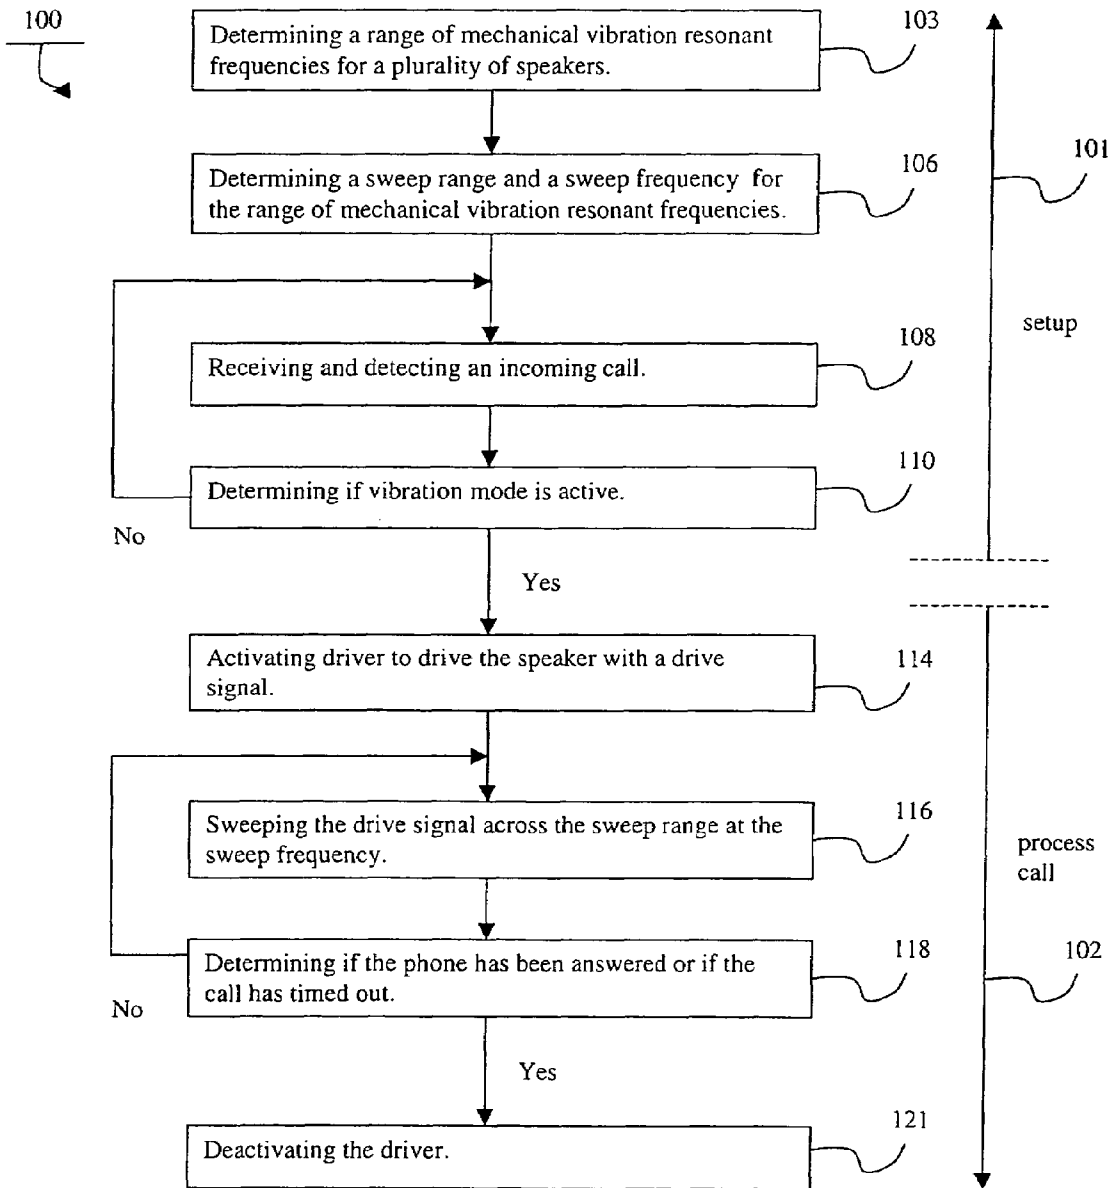 100
Determining a range of mechanical vibration resonant
frequencies for a plurality of speakers.
103
101
Determining a sweep range and a sweep frequency for
the range of mechanical vibration resonant frequencies.
106
setup
Receiving and detecting an incoming call.
108
Determining if vibration mode is active.
110
No
Yes
Activating driver to drive the speaker with a drive
signal.
114
Sweeping the drive signal across the sweep range at the
sweep frequency.
116
process
call
Determining if the phone has been answered or if the
call has timed out.
118
102
No
Yes
Deactivating the driver.
121